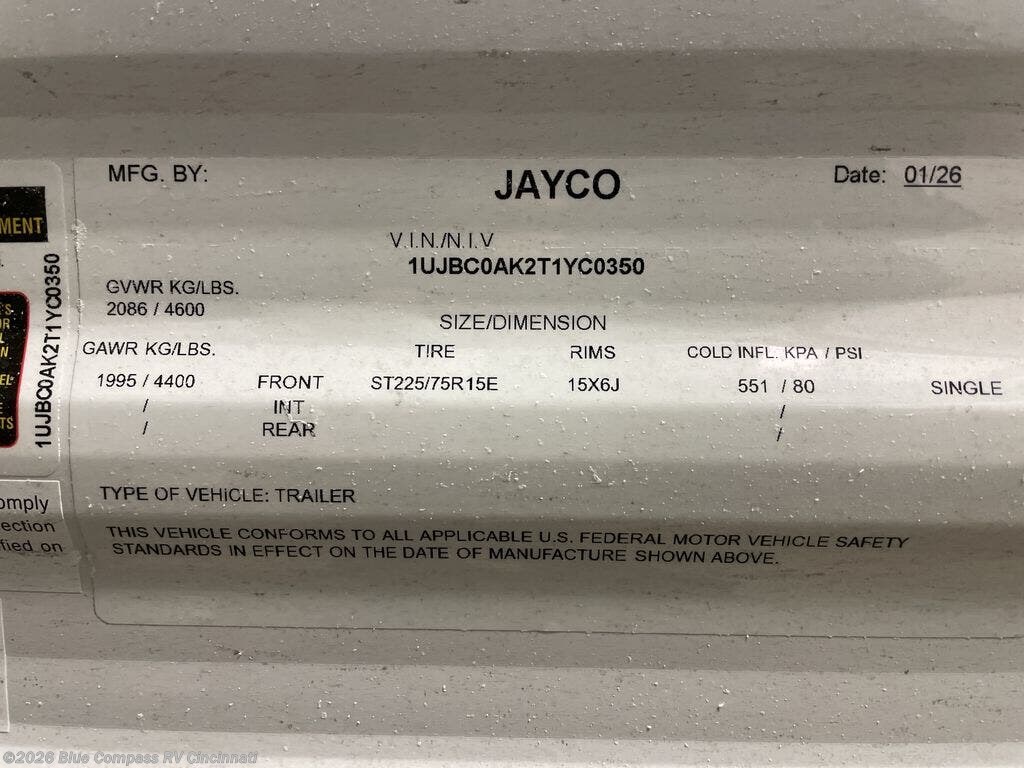 MFG. BY:
JAYCO
Date: 01/26
V.I.N./N.I.V
1UJBC0AK2T1YC0350
GVWR KG/LBS.
2086 / 4600
SIZE/DIMENSION
GAWR KG/LBS. TIRE RIMS COLD INFL. KPA / PSI
1995 / 4400 FRONT ST225/75R15E 15X6J 551 / 80 SINGLE
/ INT /
/ REAR /
TYPE OF VEHICLE: TRAILER
THIS VEHICLE CONFORMS TO ALL APPLICABLE U.S. FEDERAL MOTOR VEHICLE SAFETY
STANDARDS IN EFFECT ON THE DATE OF MANUFACTURE SHOWN ABOVE.
MENT
1UJBC0AK2T1YC0350
omply
ection
fied on
©2026 Blue Compass RV Cincinnati